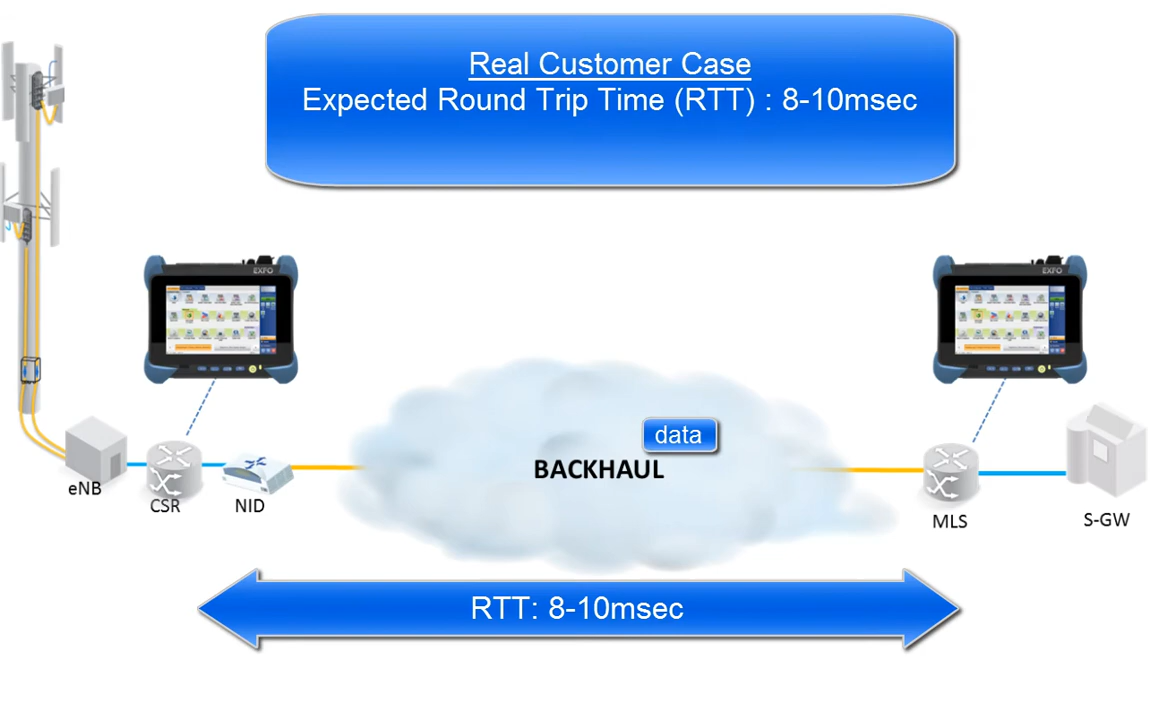 Real Customer Case
Expected Round Trip Time (RTT) : 8-10msec
EXFO
EXFO
data
BACKHAUL
eNB
CSR
NID
MLS
S-GW
RTT: 8-10msec